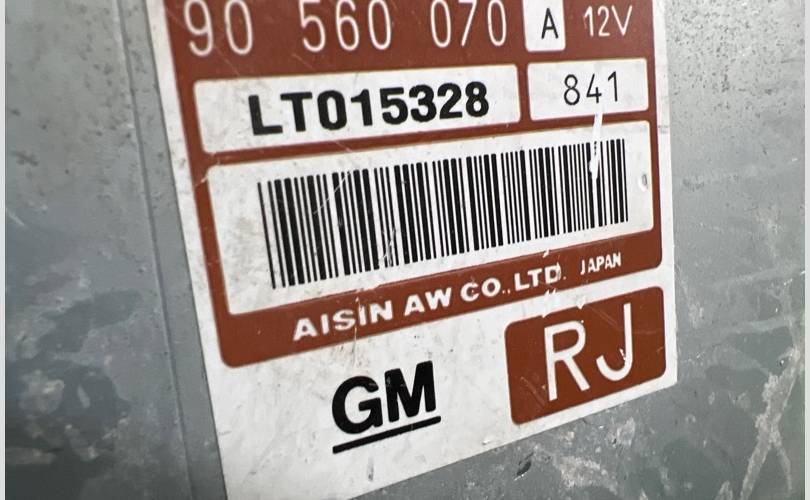 90 560 070 A 12V
LT015328 841
AISIN AW CO.,LTD. JAPAN
GM RJ